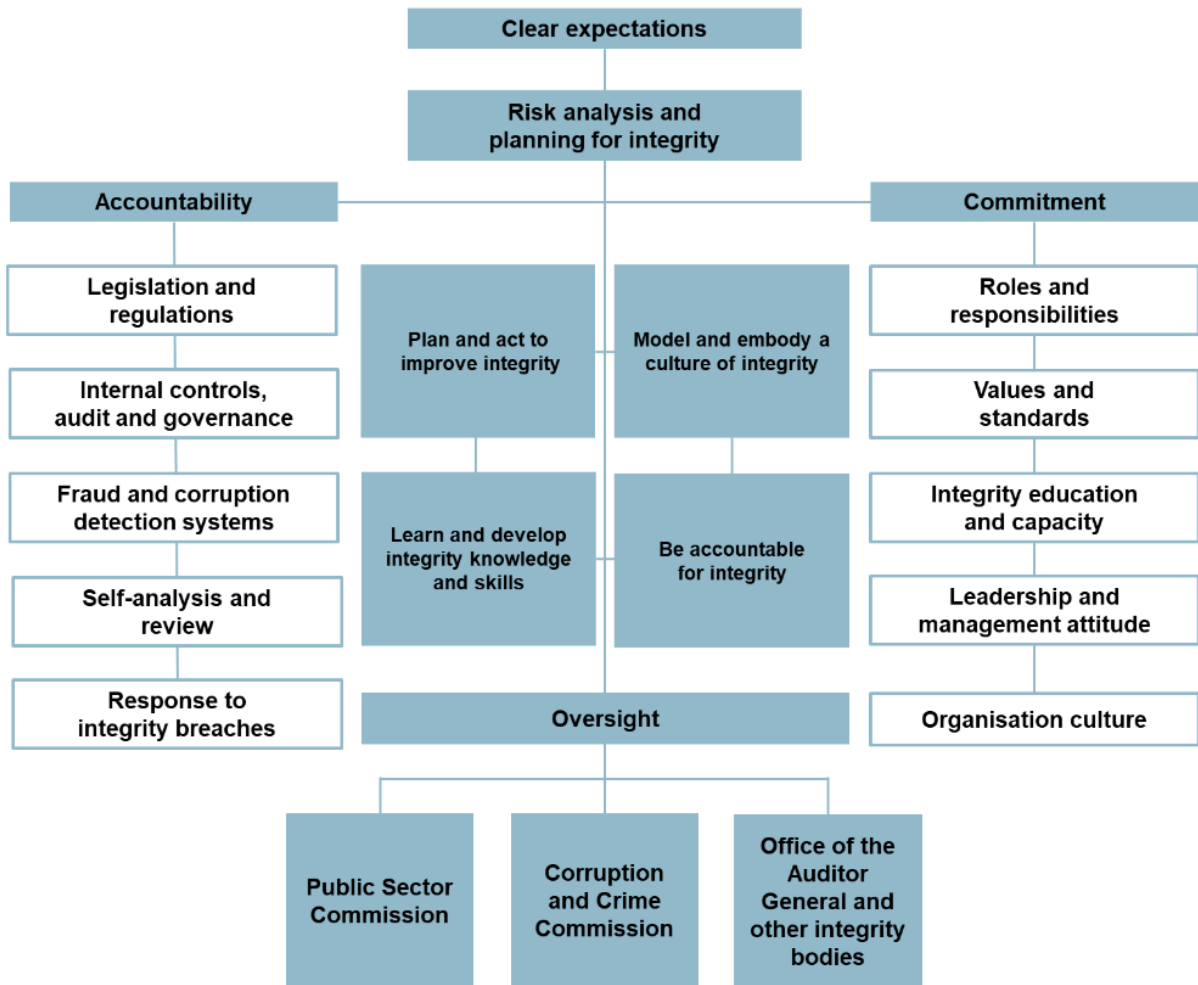 Clear expectations
Risk analysis and
planning for integrity
Accountability
Legislation and
regulations
Internal controls,
audit and governance
Fraud and corruption
detection systems
Self-analysis and
review
Response to
integrity breaches
Plan and act to
improve integrity
Model and embody a
culture of integrity
Learn and develop
integrity knowledge
and skills
Be accountable
for integrity
Commitment
Roles and
responsibilities
Values and
standards
Integrity education
and capacity
Leadership and
management attitude
Organisation culture
Oversight
Public Sector
Commission
Corruption
and Crime
Commission
Office of the
Auditor
General and
other integrity
bodies